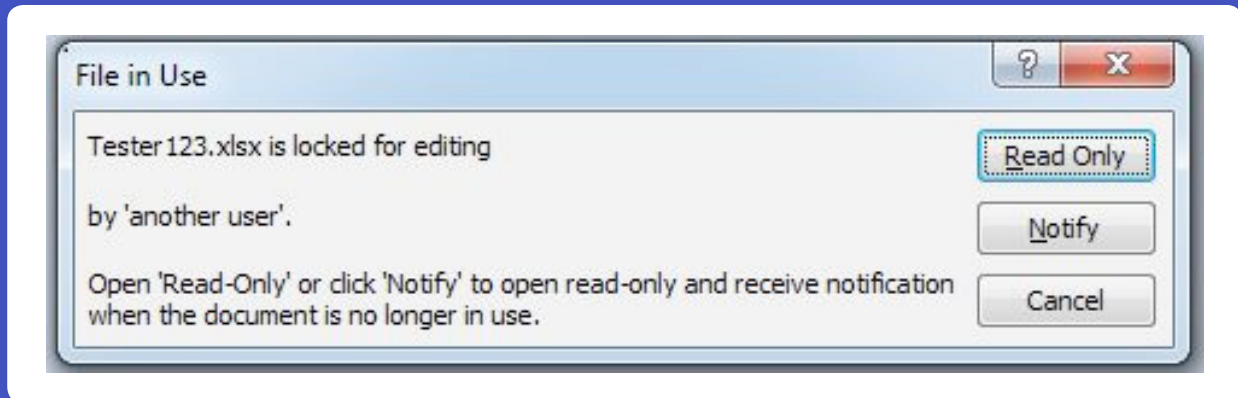 File in Use
Tester123.xlsx is locked for editing
Read Only
by 'another user'.
Notify
Open 'Read-Only' or click 'Notify' to open read-only and receive notification
when the document is no longer in use.
Cancel